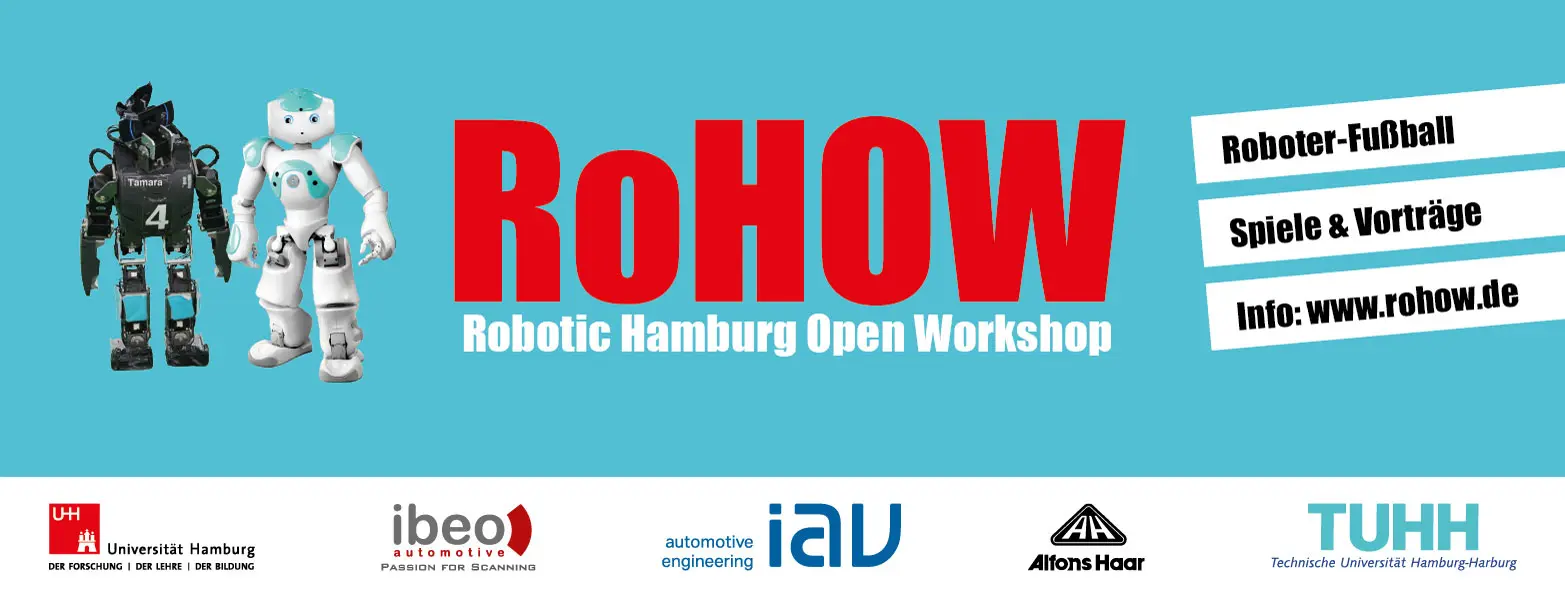 Tamara
4
RoHOW
Robotic Hamburg Open Workshop
Roboter-Fußball
Spiele & Vorträge
Info: www.rohow.de
UHH
Universität Hamburg
DER FORSCHUNG | DER LEHRE | DER BILDUNG
ibeo
automotive
PASSION FOR SCANNING
automotive
engineering
iav
AH
Alfons Haar
TUHH
Technische Universität Hamburg-Harburg